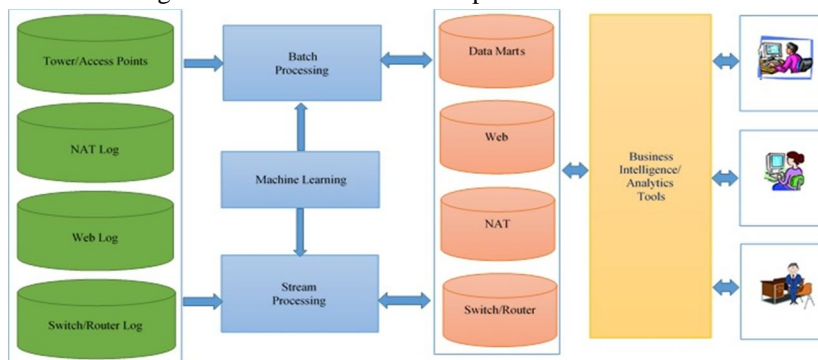 Tower/Access Points
NAT Log
Web Log
Switch/Router Log
Batch
Processing
Machine Learning
Stream
Processing
Data Marts
Web
NAT
Switch/Router
Business
Intelligence/
Analytics
Tools